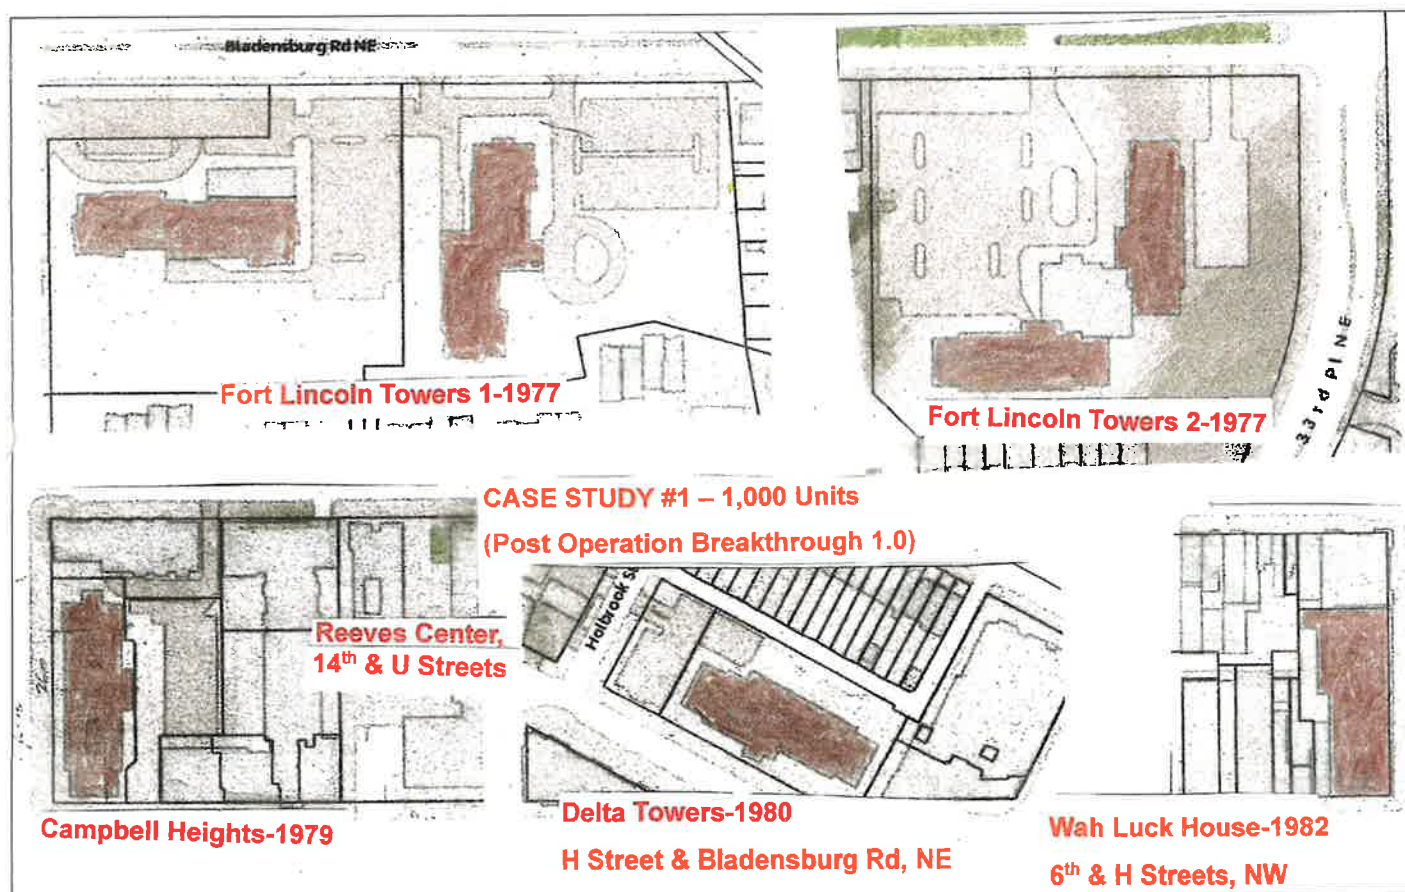 Bladensburg Rd NE
Fort Lincoln Towers 1-1977
Fort Lincoln Towers 2-1977
33rd Pl NE
CASE STUDY #1 – 1,000 Units
(Post Operation Breakthrough 1.0)
Reeves Center,
14th & U Streets
Holbrook
Campbell Heights-1979
Delta Towers-1980
H Street & Bladensburg Rd, NE
Wah Luck House-1982
6th & H Streets, NW